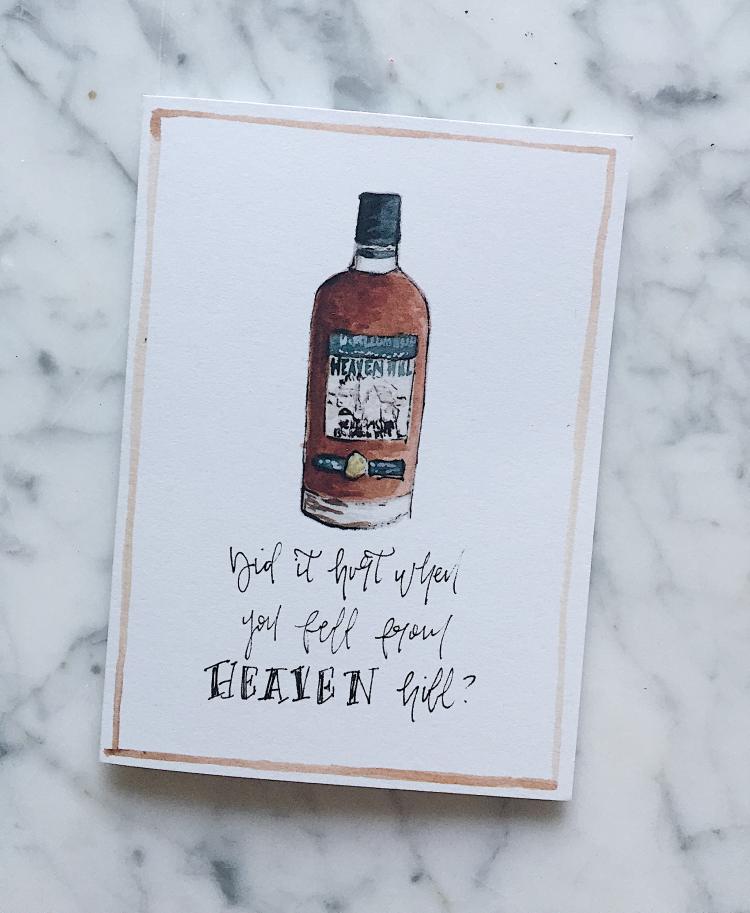 HEAVEN HILL
Did it hurt when
you fell from
HEAVEN hill?